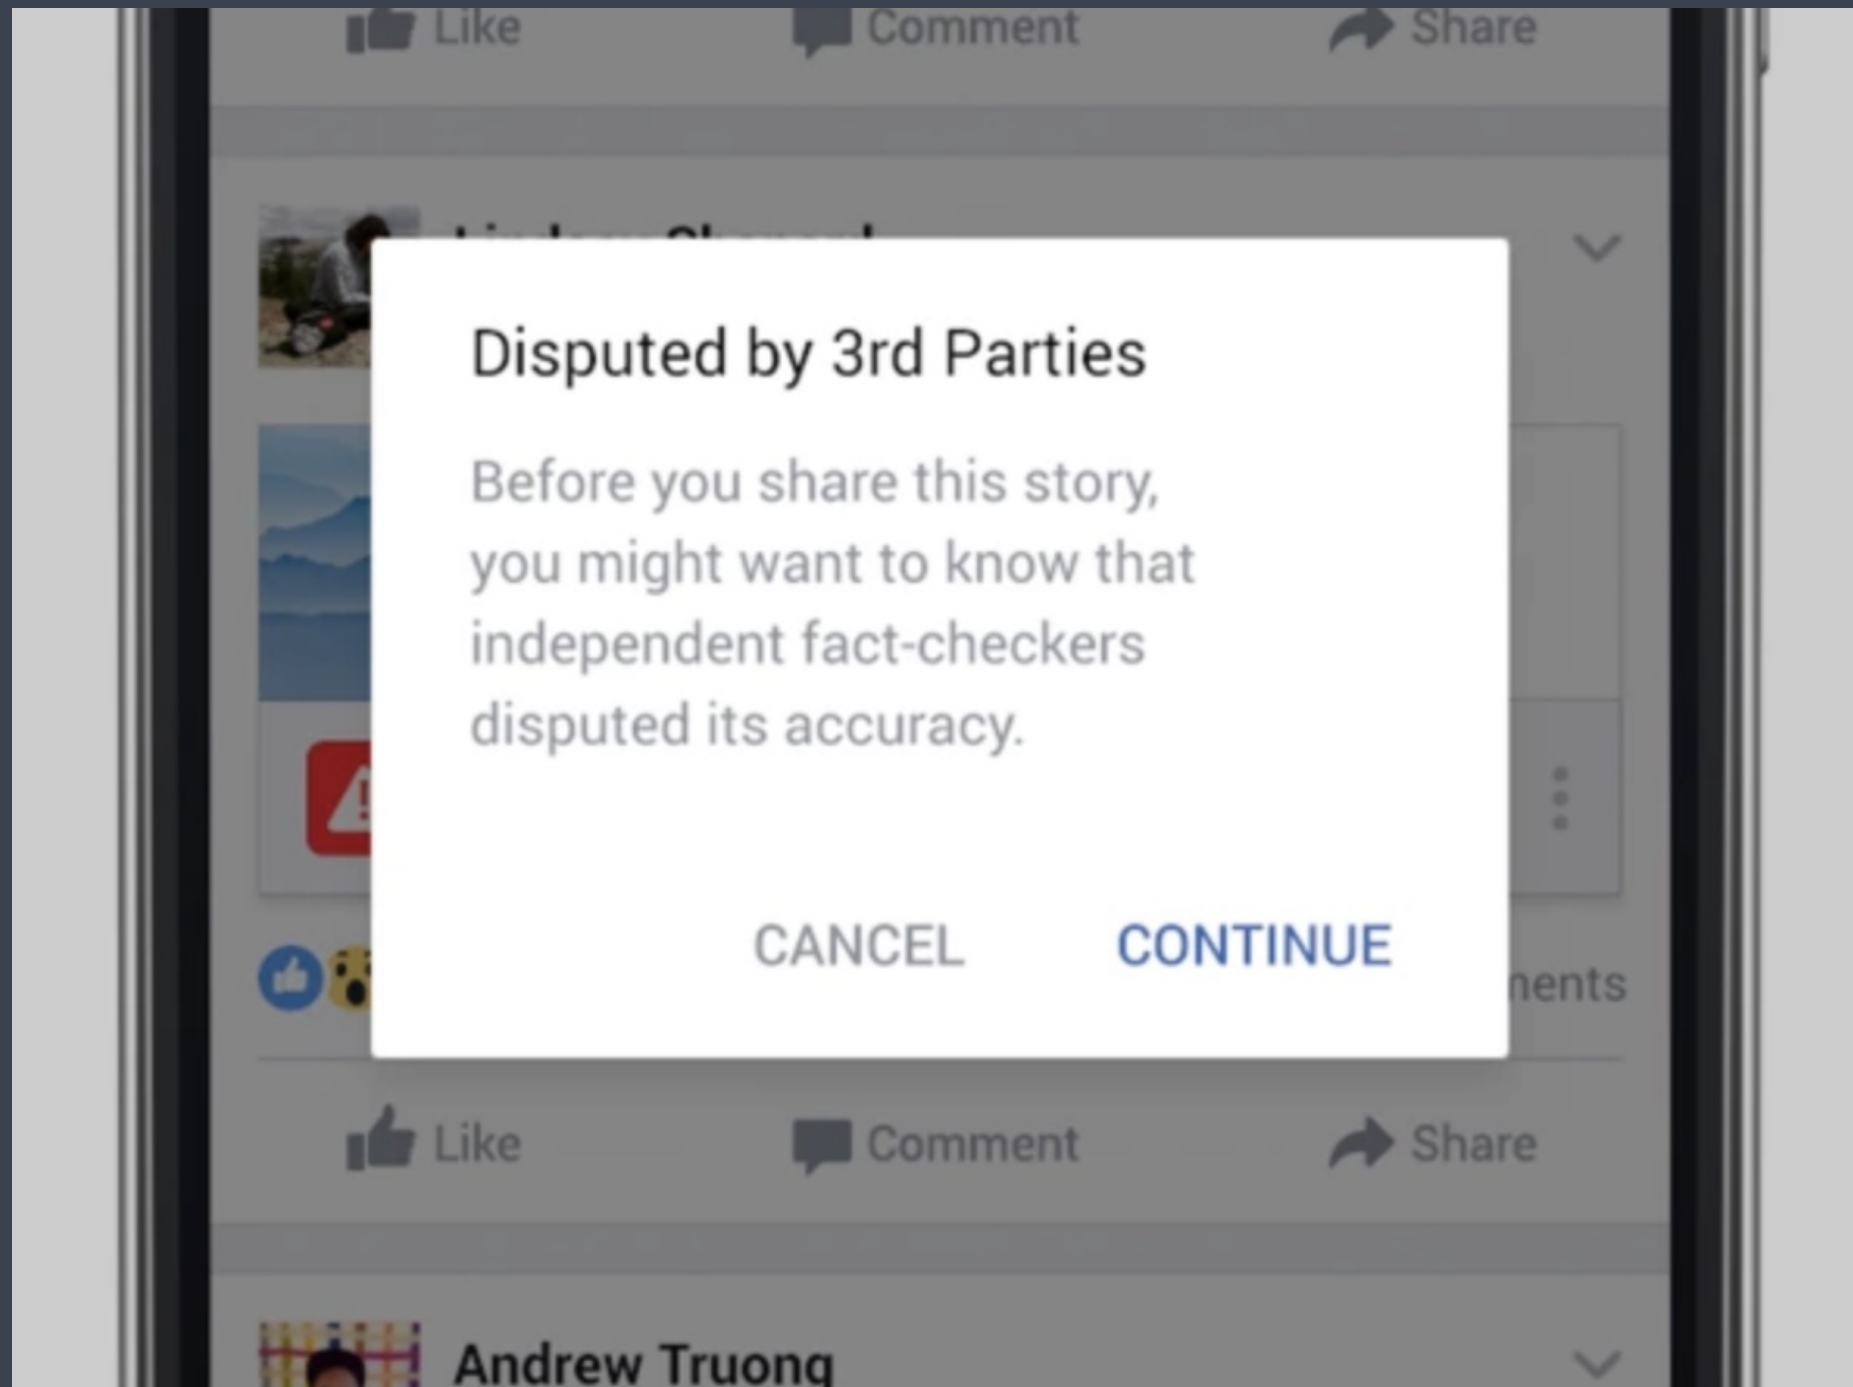 Like Comment Share
Disputed by 3rd Parties
Before you share this story,
you might want to know that
independent fact-checkers
disputed its accuracy.
CANCEL CONTINUE
Like Comment Share
Andrew Truong